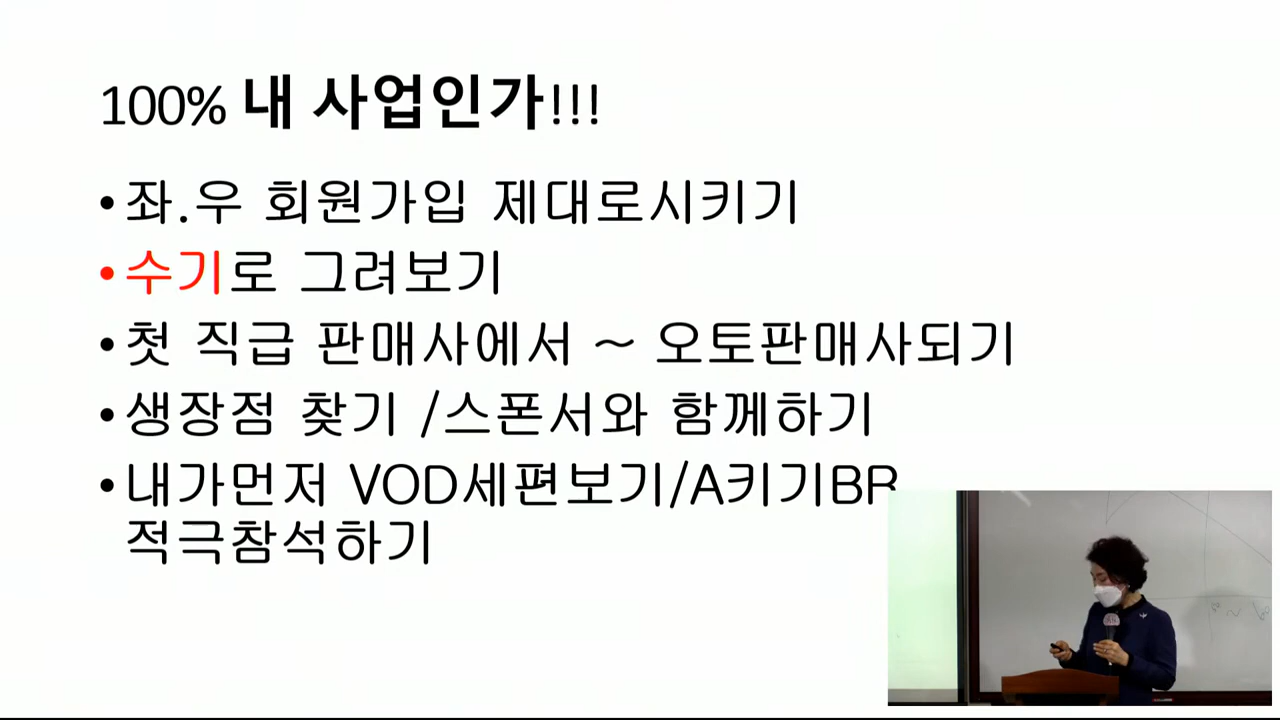 100% 내 사업인가!!!
•좌.우 회원가입 제대로시키기
•수기로 그려보기
•첫 직급 판매사에서 ~ 오토판매사되기
•생장점 찾기 /스폰서와 함께하기
•내가먼저 VOD세편보기/A키기BR
적극참석하기